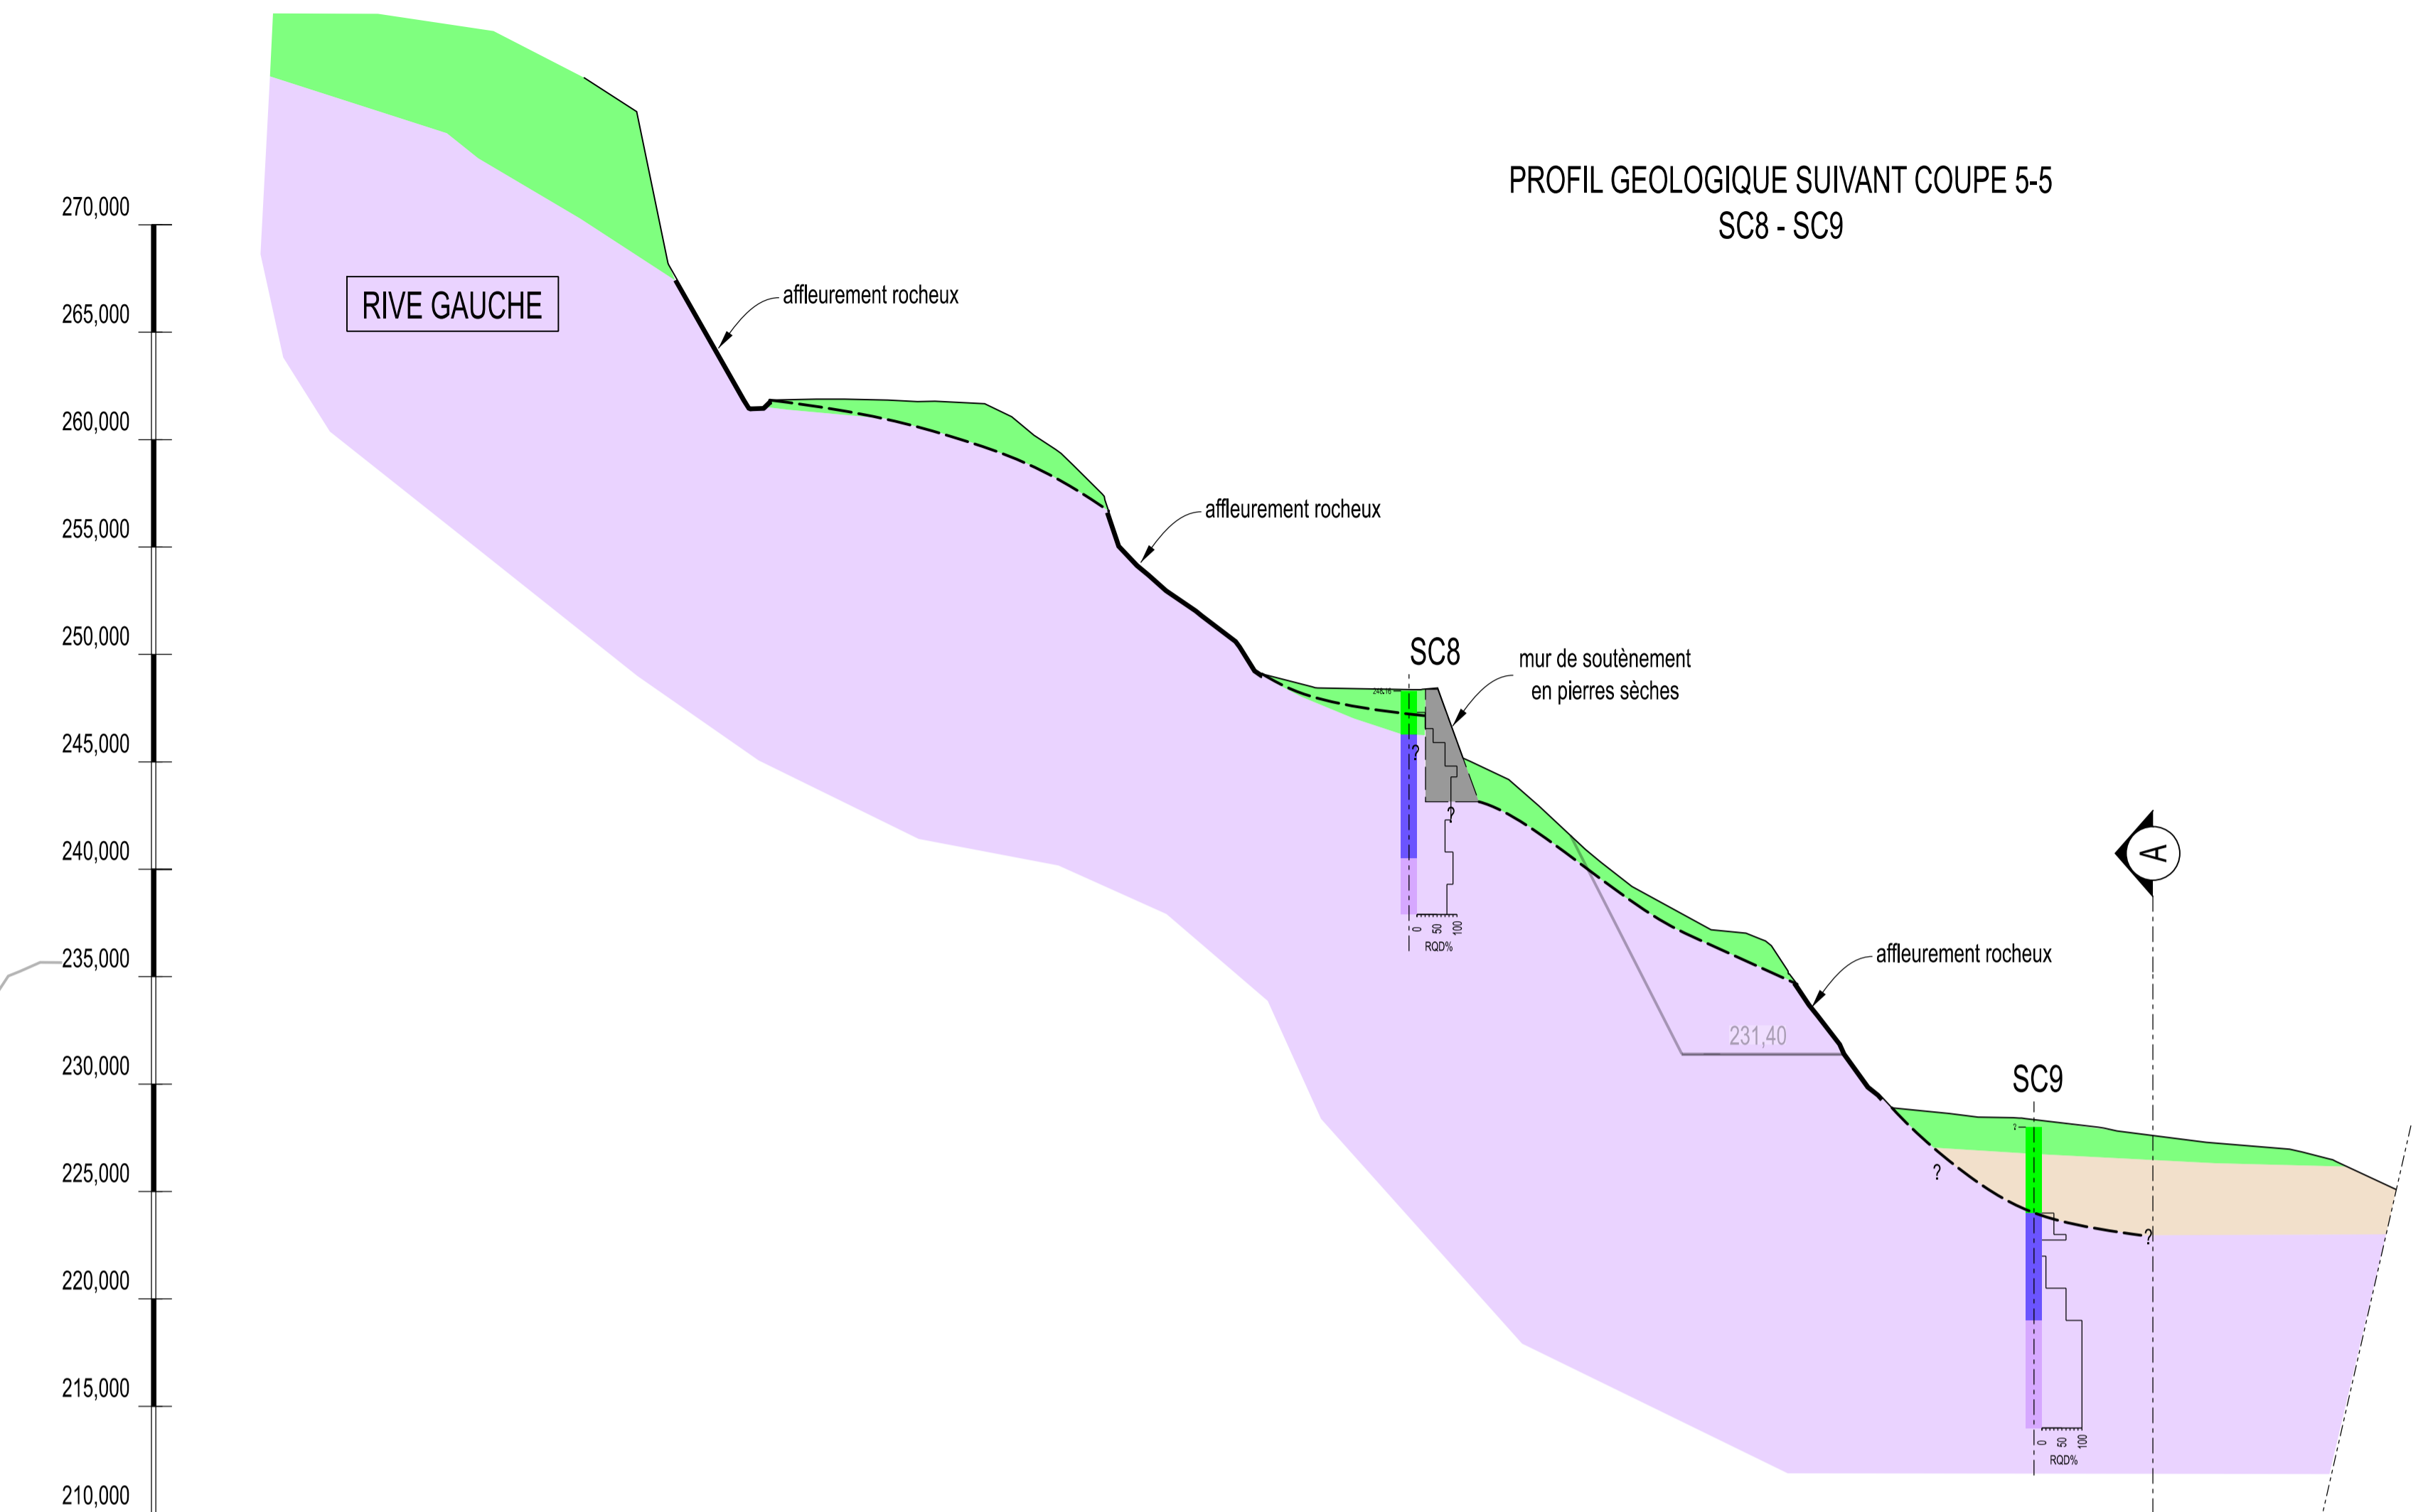 PROFIL GEOLOGIQUE SUIVANT COUPE 5-5
SC8 - SC9
270,000
265,000
260,000
255,000
250,000
245,000
240,000
235,000
230,000
225,000
220,000
215,000
210,000
RIVE GAUCHE
affleurement rocheux
affleurement rocheux
SC8
mur de soutènement
en pierres sèches
?
?
0 50 100
RQD%
A
affleurement rocheux
231,40
SC9
?
?
?
0 50 100
RQD%